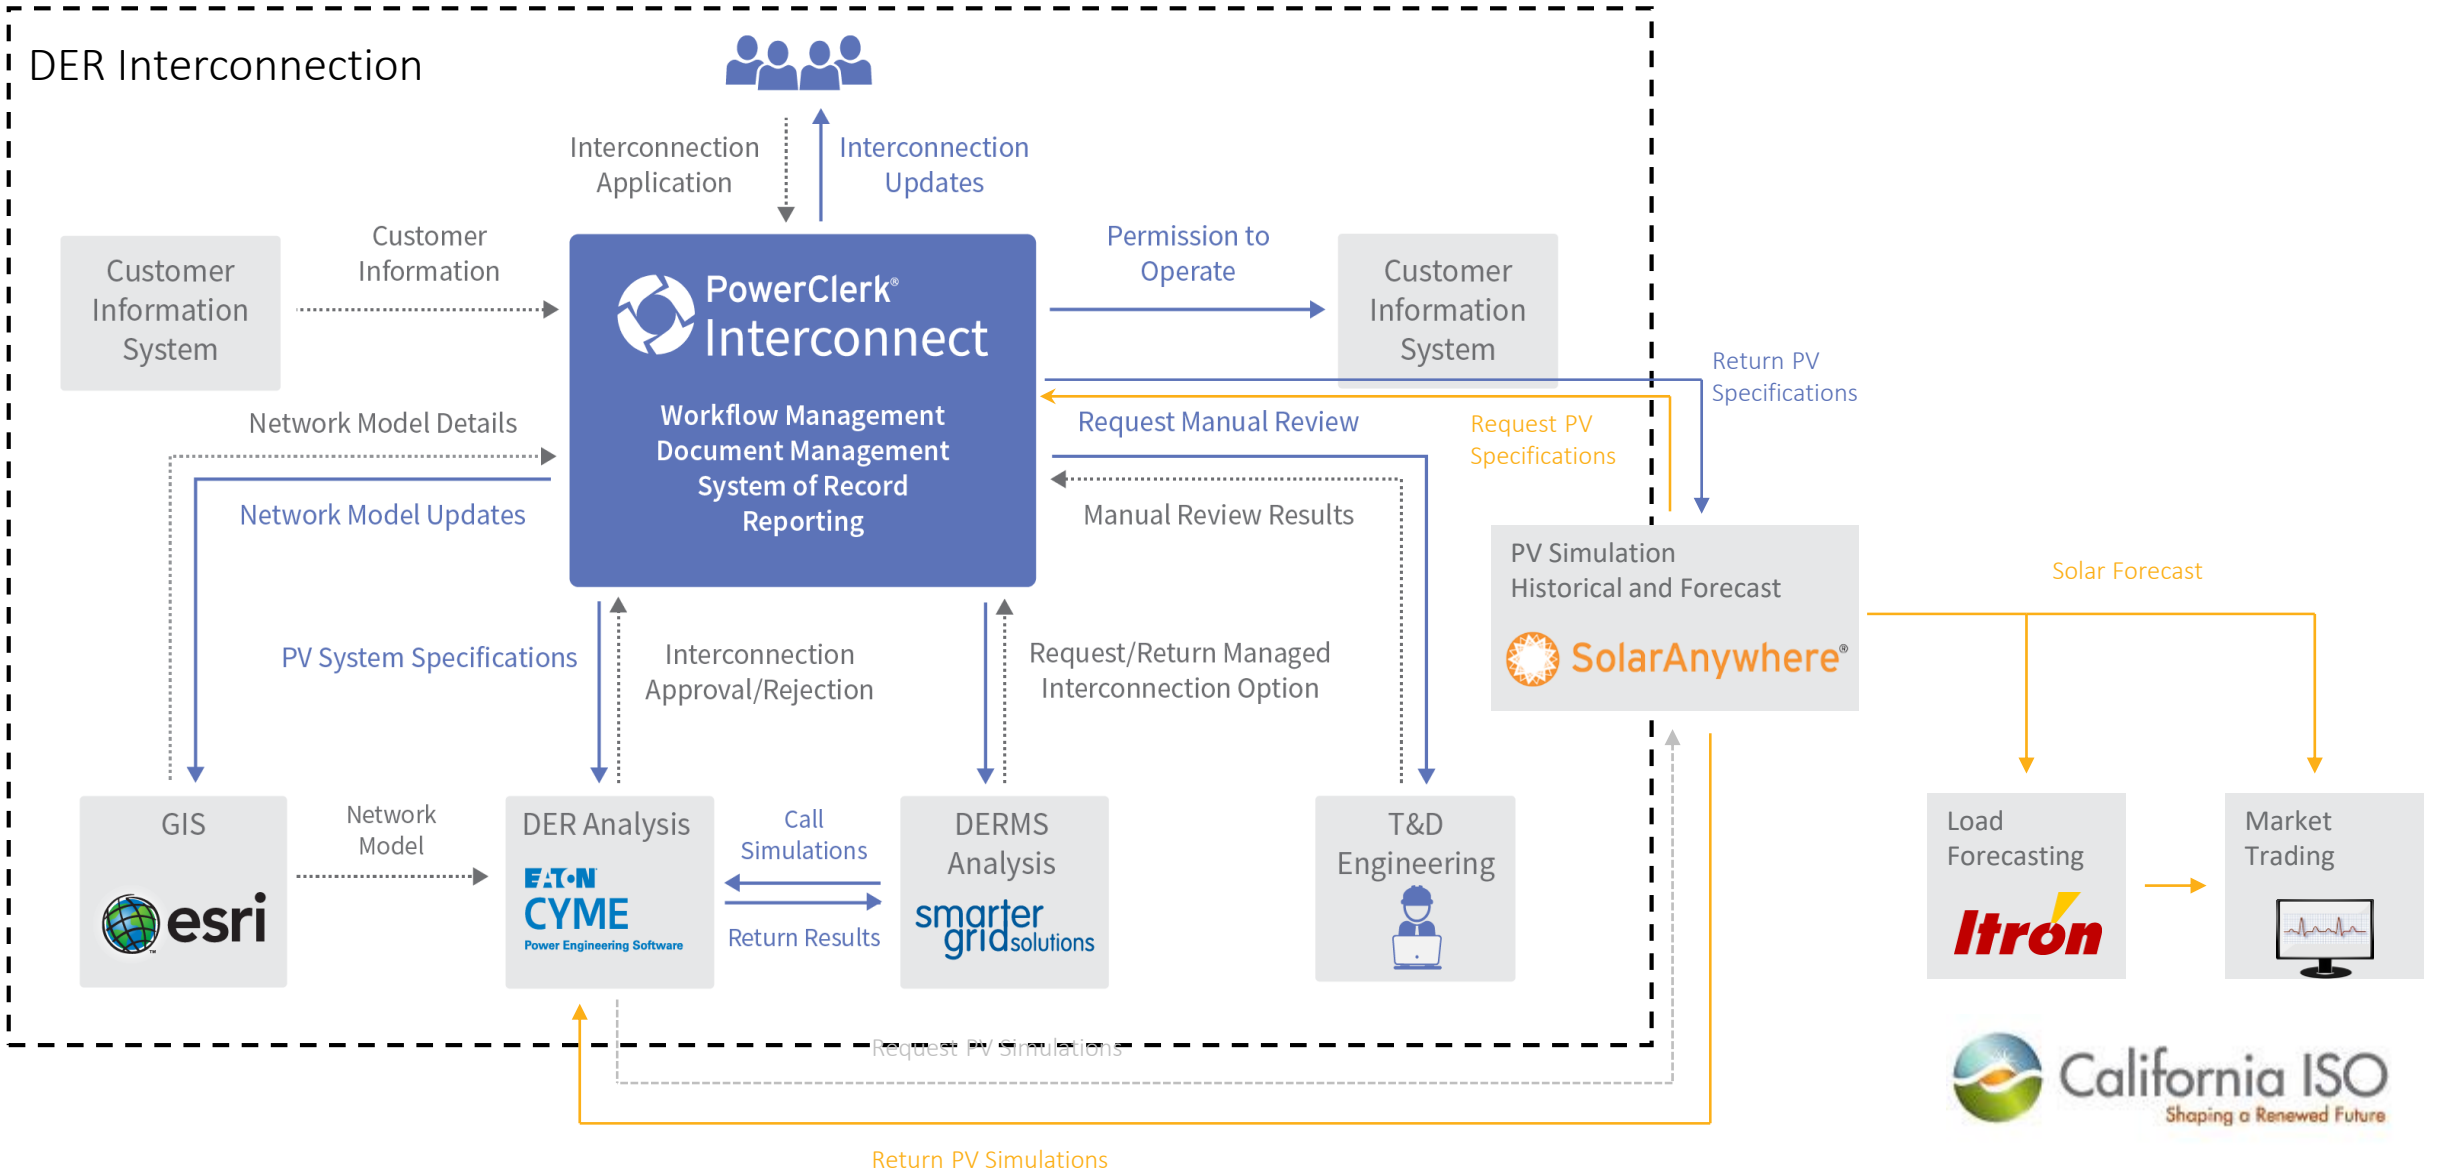 DER Interconnection
Interconnection
Application
Interconnection
Updates
Customer
Information
System
Customer
Information
PowerClerk®
Interconnect
Workflow Management
Document Management
System of Record
Reporting
Permission to
Operate
Customer
Information
System
Return PV
Specifications
Request PV
Specifications
Network Model Details
Network Model Updates
Request Manual Review
Manual Review Results
PV Simulation
Historical and Forecast
SolarAnywhere®
Solar Forecast
PV System Specifications
Interconnection
Approval/Rejection
Request/Return Managed
Interconnection Option
GIS
esri
Network
Model
DER Analysis
EATON
CYME
Power Engineering Software
Call
Simulations
Return Results
DERMS
Analysis
smarter
gridsolutions
T&D
Engineering
Load
Forecasting
Itrón
Market
Trading
Request PV Simulations
Return PV Simulations
California ISO
Shaping a Renewed Future